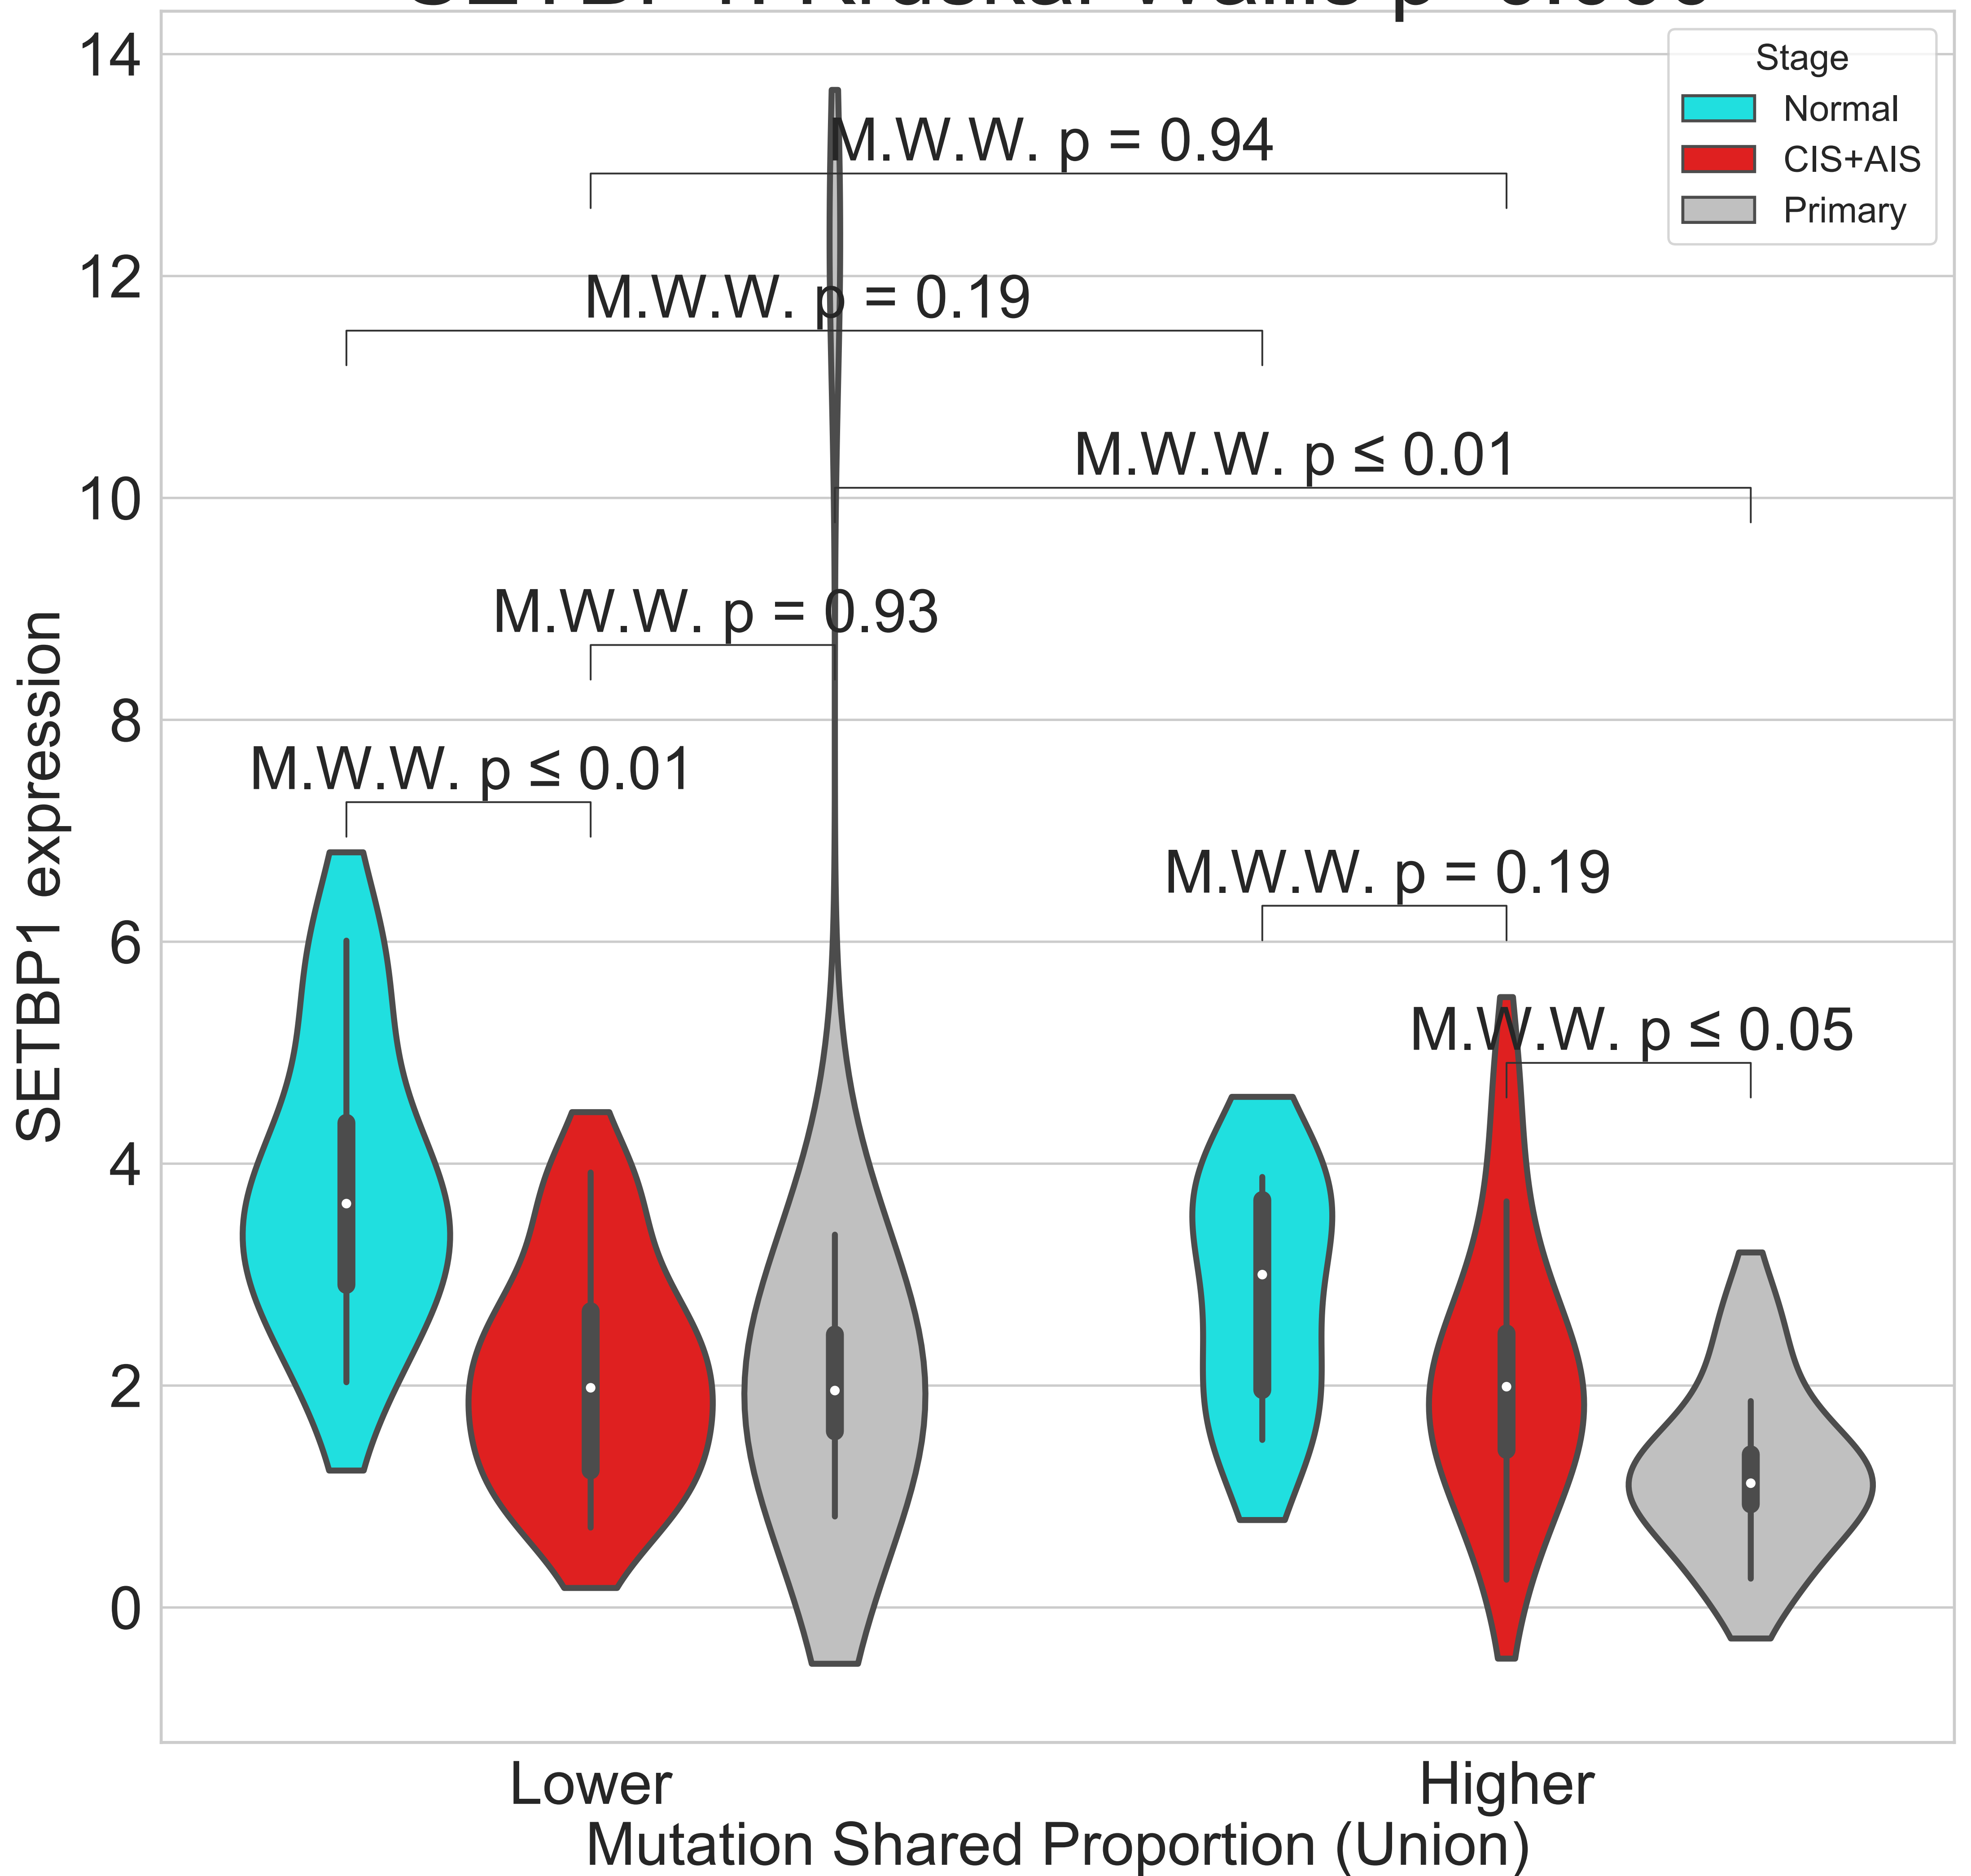 14
Stage
Normal
CIS+AIS
Primary
M.W.W. p = 0.94
12
M.W.W. p = 0.19
M.W.W. p ≤ 0.01
10
M.W.W. p = 0.93
8
M.W.W. p ≤ 0.01
M.W.W. p = 0.19
6
M.W.W. p ≤ 0.05
4
2
0
SETBP1 expression
Lower
Higher
Mutation Shared Proportion (Union)